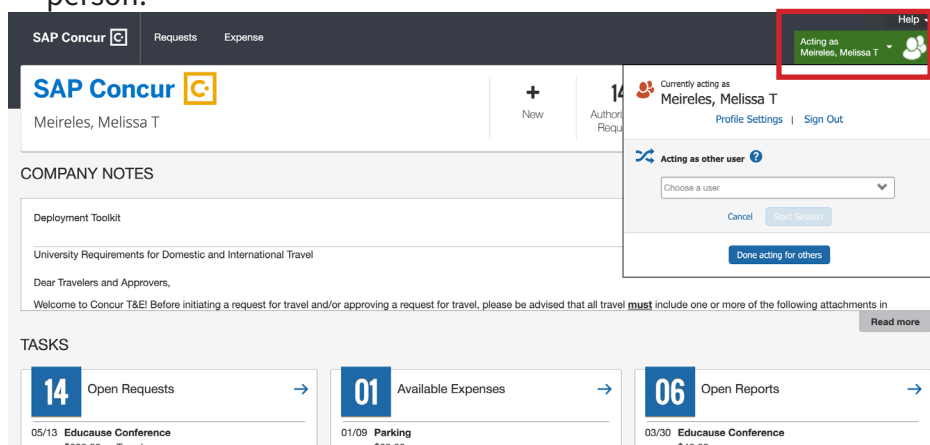 person.
Help
SAP Concur C Requests Expense
Acting as
Meireles, Melissa T
SAP Concur C
Meireles, Melissa T
New
14
Currently acting as
Meireles, Melissa T
Profile Settings | Sign Out
Acting as other user ?
Choose a user
Cancel Start Session
Done acting for others
COMPANY NOTES
Deployment Toolkit
University Requirements for Domestic and International Travel
Dear Travelers and Approvers,
Welcome to Concur T&E! Before initiating a request for travel and/or approving a request for travel, please be advised that all travel must include one or more of the following attachments in
Read more
TASKS
14 Open Requests
01 Available Expenses
06 Open Reports
05/13 Educause Conference
01/09 Parking
03/30 Educause Conference